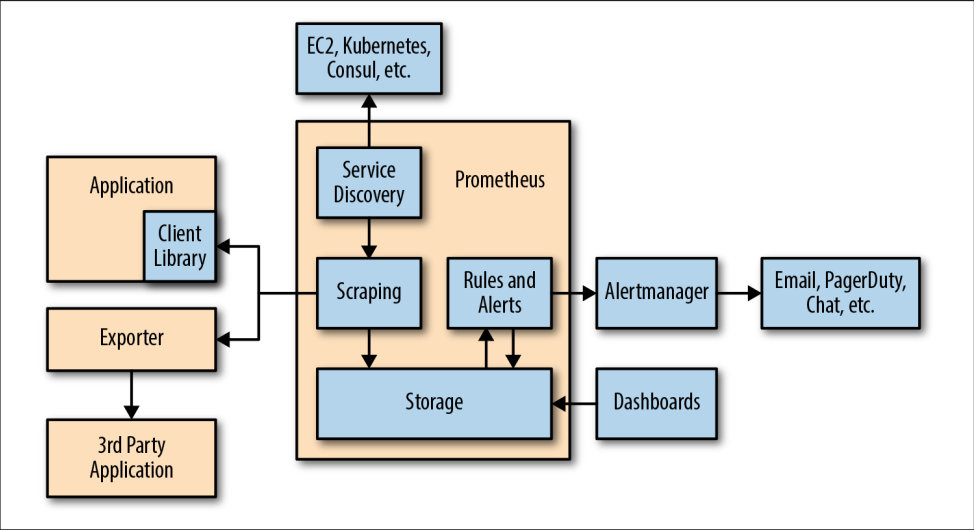 EC2, Kubernetes,
Consul, etc.
Application
Client
Library
Service
Discovery
Prometheus
Scraping
Rules and
Alerts
Alertmanager
Email, PagerDuty,
Chat, etc.
Exporter
Storage
Dashboards
3rd Party
Application